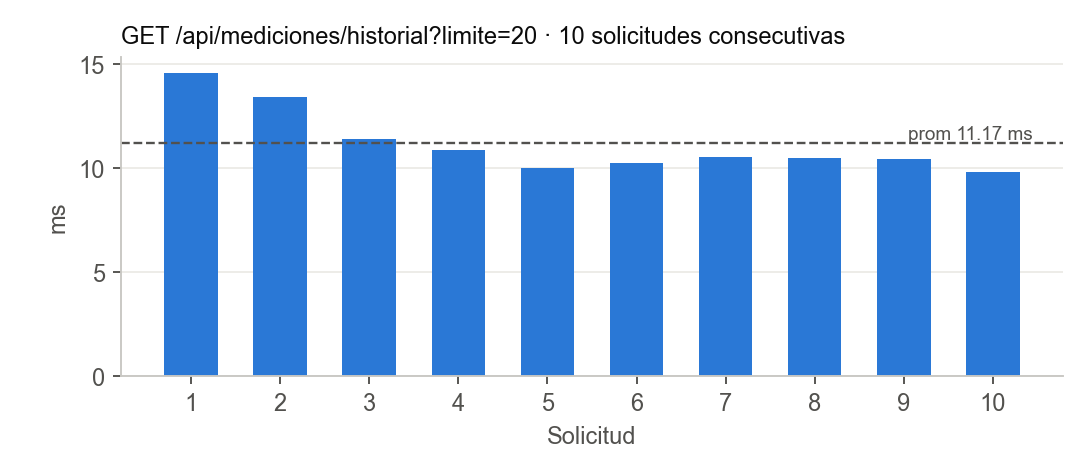 GET /api/mediciones/historial?limite=20 · 10 solicitudes consecutivas
15
prom 11.17 ms
10
ms
5
0
1 2 3 4 5 6 7 8 9 10
Solicitud